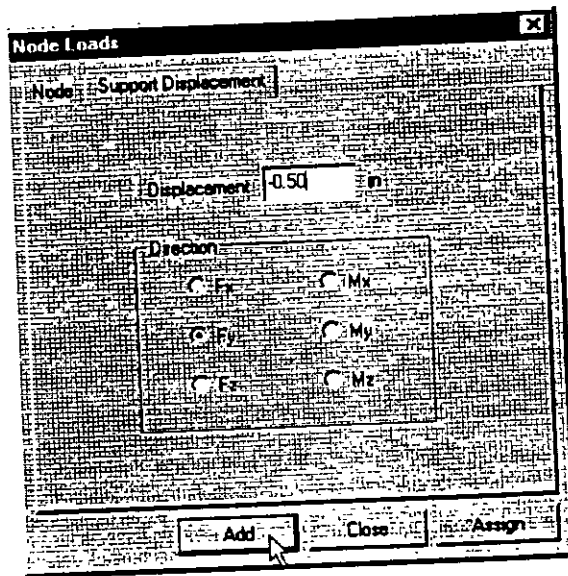 Node Loads
Node Support Displacement
Displacement -0.50 in
Direction
Fx Mx
Fy My
Fz Mz
Add Close Assign